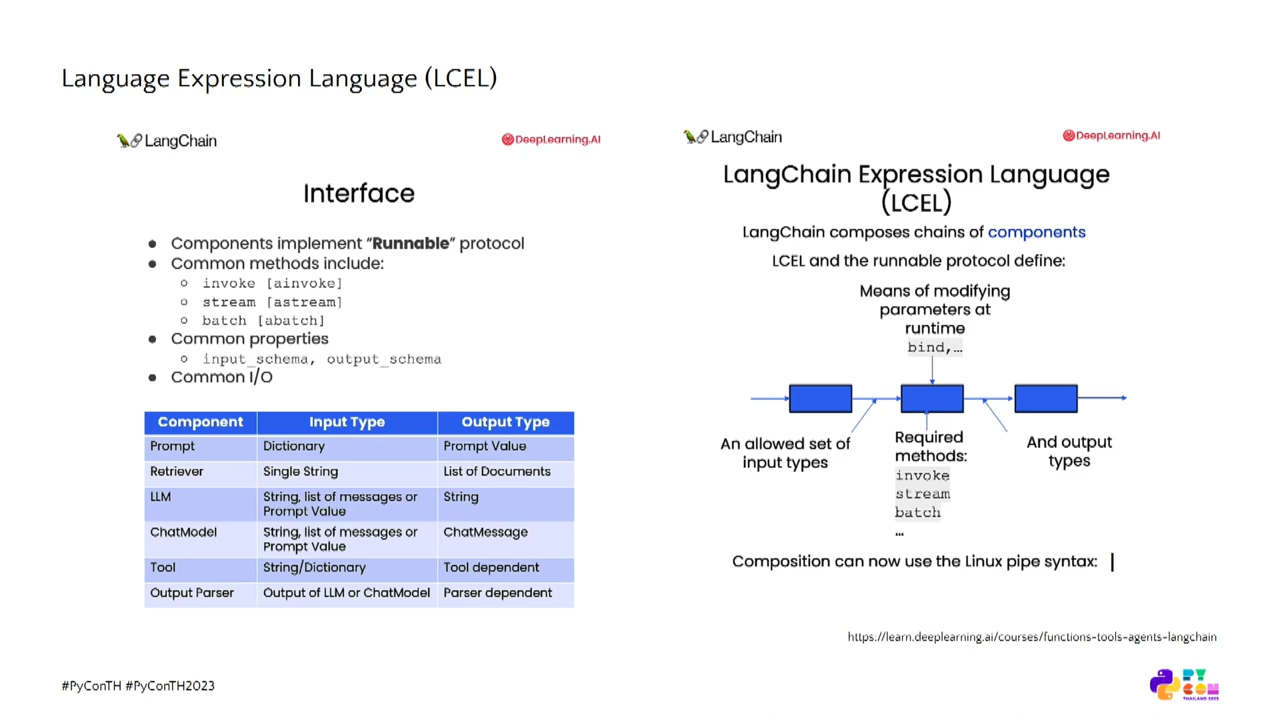 Language Expression Language (LCEL)
LangChain
DeepLearning.AI
Interface
● Components implement “Runnable” protocol
● Common methods include:
○ invoke [ainvoke]
○ stream [astream]
○ batch [abatch]
● Common properties
○ input_schema, output_schema
● Common I/O
Component Input Type Output Type
Prompt Dictionary Prompt Value
Retriever Single String List of Documents
LLM String, list of messages or String
Prompt Value
ChatModel String, list of messages or ChatMessage
Prompt Value
Tool String/Dictionary Tool dependent
Output Parser Output of LLM or ChatModel Parser dependent
LangChain
DeepLearning.AI
LangChain Expression Language
(LCEL)
LangChain composes chains of components
LCEL and the runnable protocol define:
Means of modifying
parameters at
runtime
bind,…
An allowed set of
input types
Required
methods:
invoke
stream
batch
…
And output
types
Composition can now use the Linux pipe syntax: |
https://learn.deeplearning.ai/courses/functions-tools-agents-langchain
#PyConTH #PyConTH2023
PY
CON
THAILAND 2023